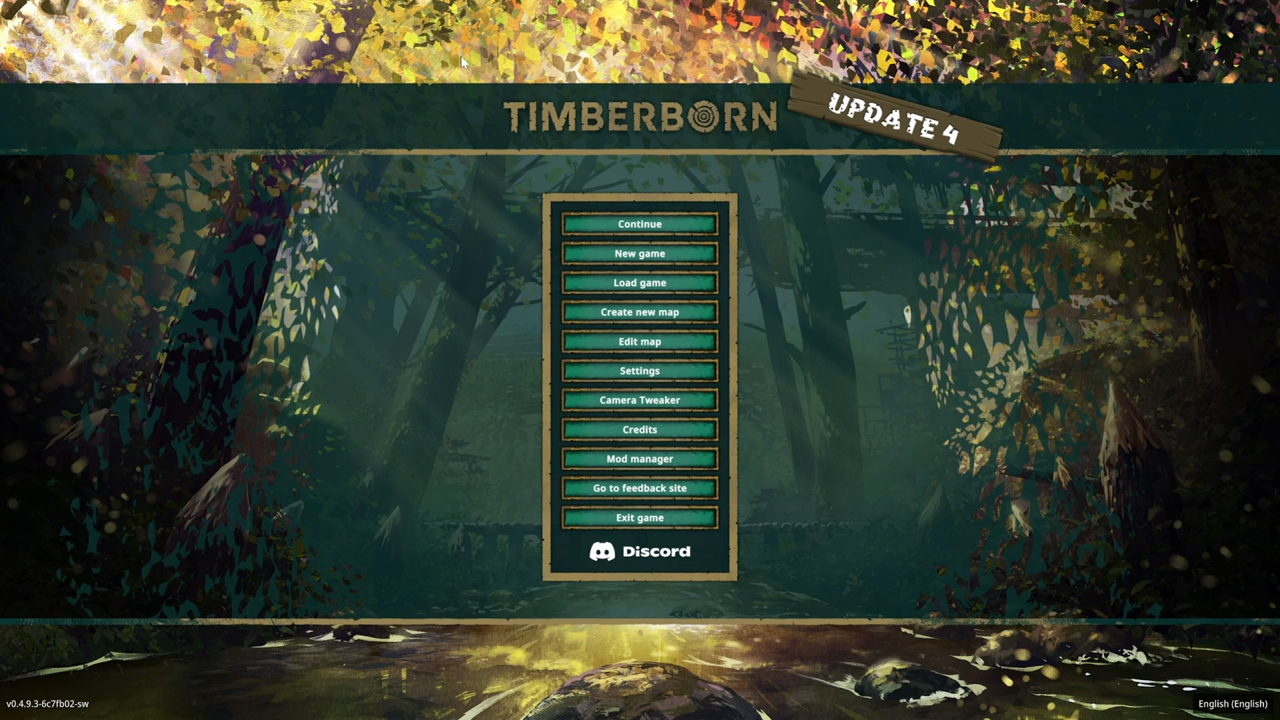 TIMBERBORN
UPDATE 4
Continue
New game
Load game
Create new map
Edit map
Settings
Camera Tweaker
Credits
Mod manager
Go to feedback site
Exit game
Discord
v0.4.9.3-6c7fb02-sw
English (English)